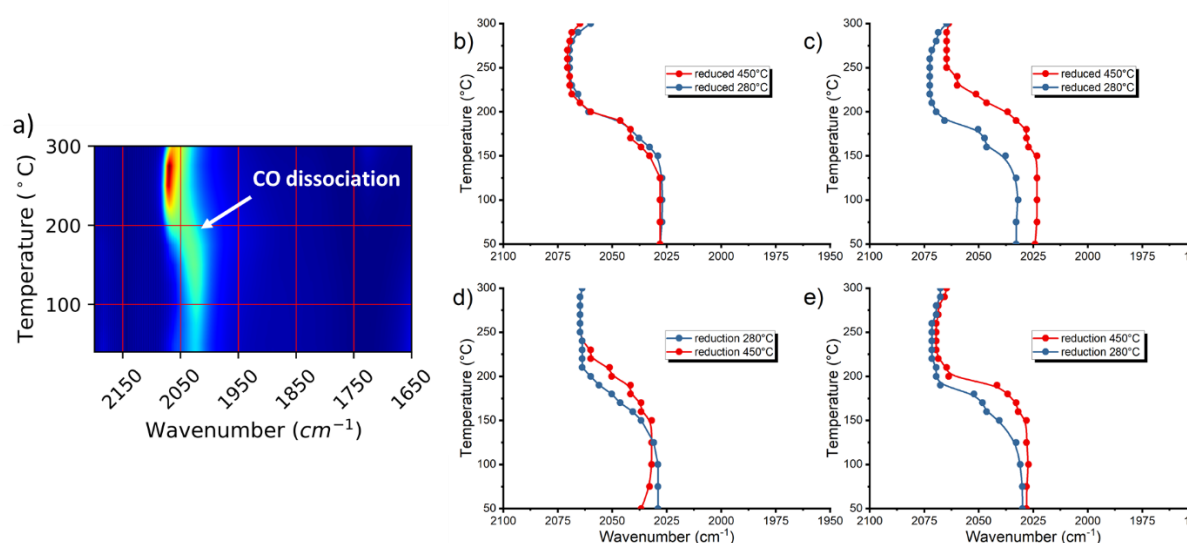 a)
CO dissociation
300
200
100
Temperature (°C)
2150
2050
1950
1850
1750
1650
Wavenumber (cm⁻¹)
b)
reduced 450°C
reduced 280°C
300
250
200
150
100
50
Temperature (°C)
2100
2075
2050
2025
2000
1975
1950
c)
reduced 450°C
reduced 280°C
300
250
200
150
100
50
Temperature (°C)
2100
2075
2050
2025
2000
1975
d)
reduction 280°C
reduction 450°C
300
250
200
150
100
50
Temperature (°C)
2100
2075
2050
2025
2000
1975
1950
Wavenumber (cm⁻¹)
e)
reduction 450°C
reduction 280°C
300
250
200
150
100
50
Temperature (°C)
2100
2075
2050
2025
2000
1975
Wavenumber (cm⁻¹)